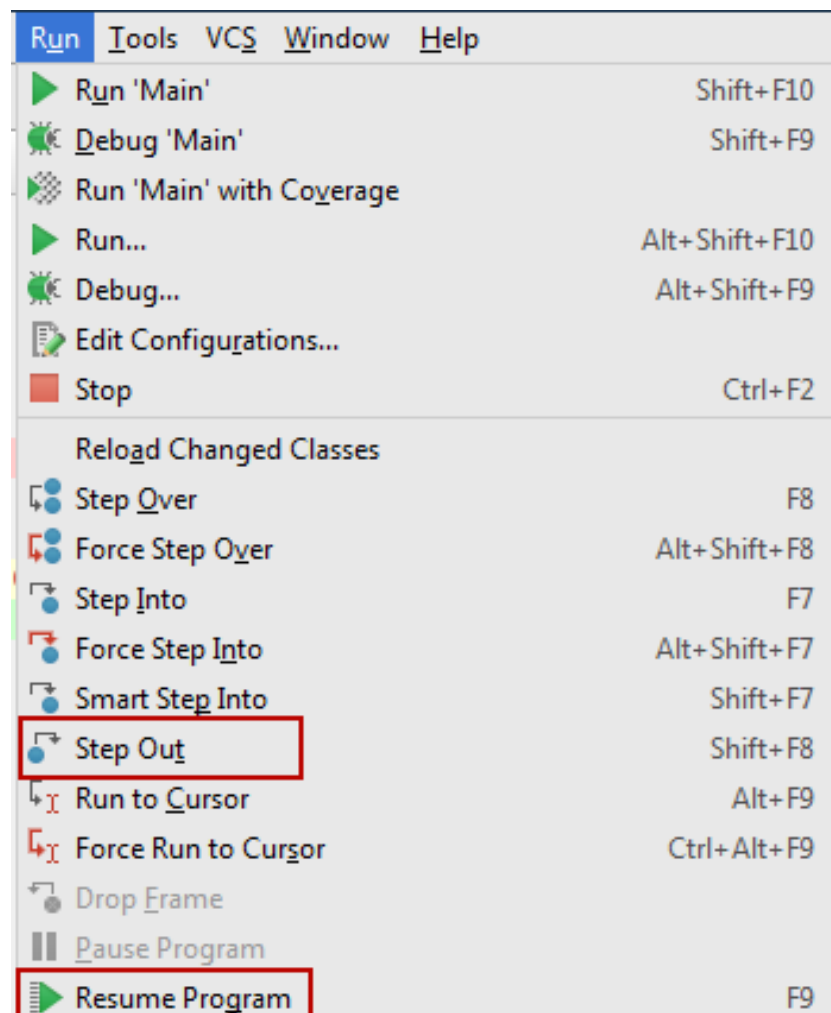 Run Tools VCS Window Help
Run 'Main' Shift+F10
Debug 'Main' Shift+F9
Run 'Main' with Coverage
Run... Alt+Shift+F10
Debug... Alt+Shift+F9
Edit Configurations...
Stop Ctrl+F2
Reload Changed Classes
Step Over F8
Force Step Over Alt+Shift+F8
Step Into F7
Force Step Into Alt+Shift+F7
Smart Step Into Shift+F7
Step Out Shift+F8
Run to Cursor Alt+F9
Force Run to Cursor Ctrl+Alt+F9
Drop Frame
Pause Program
Resume Program F9